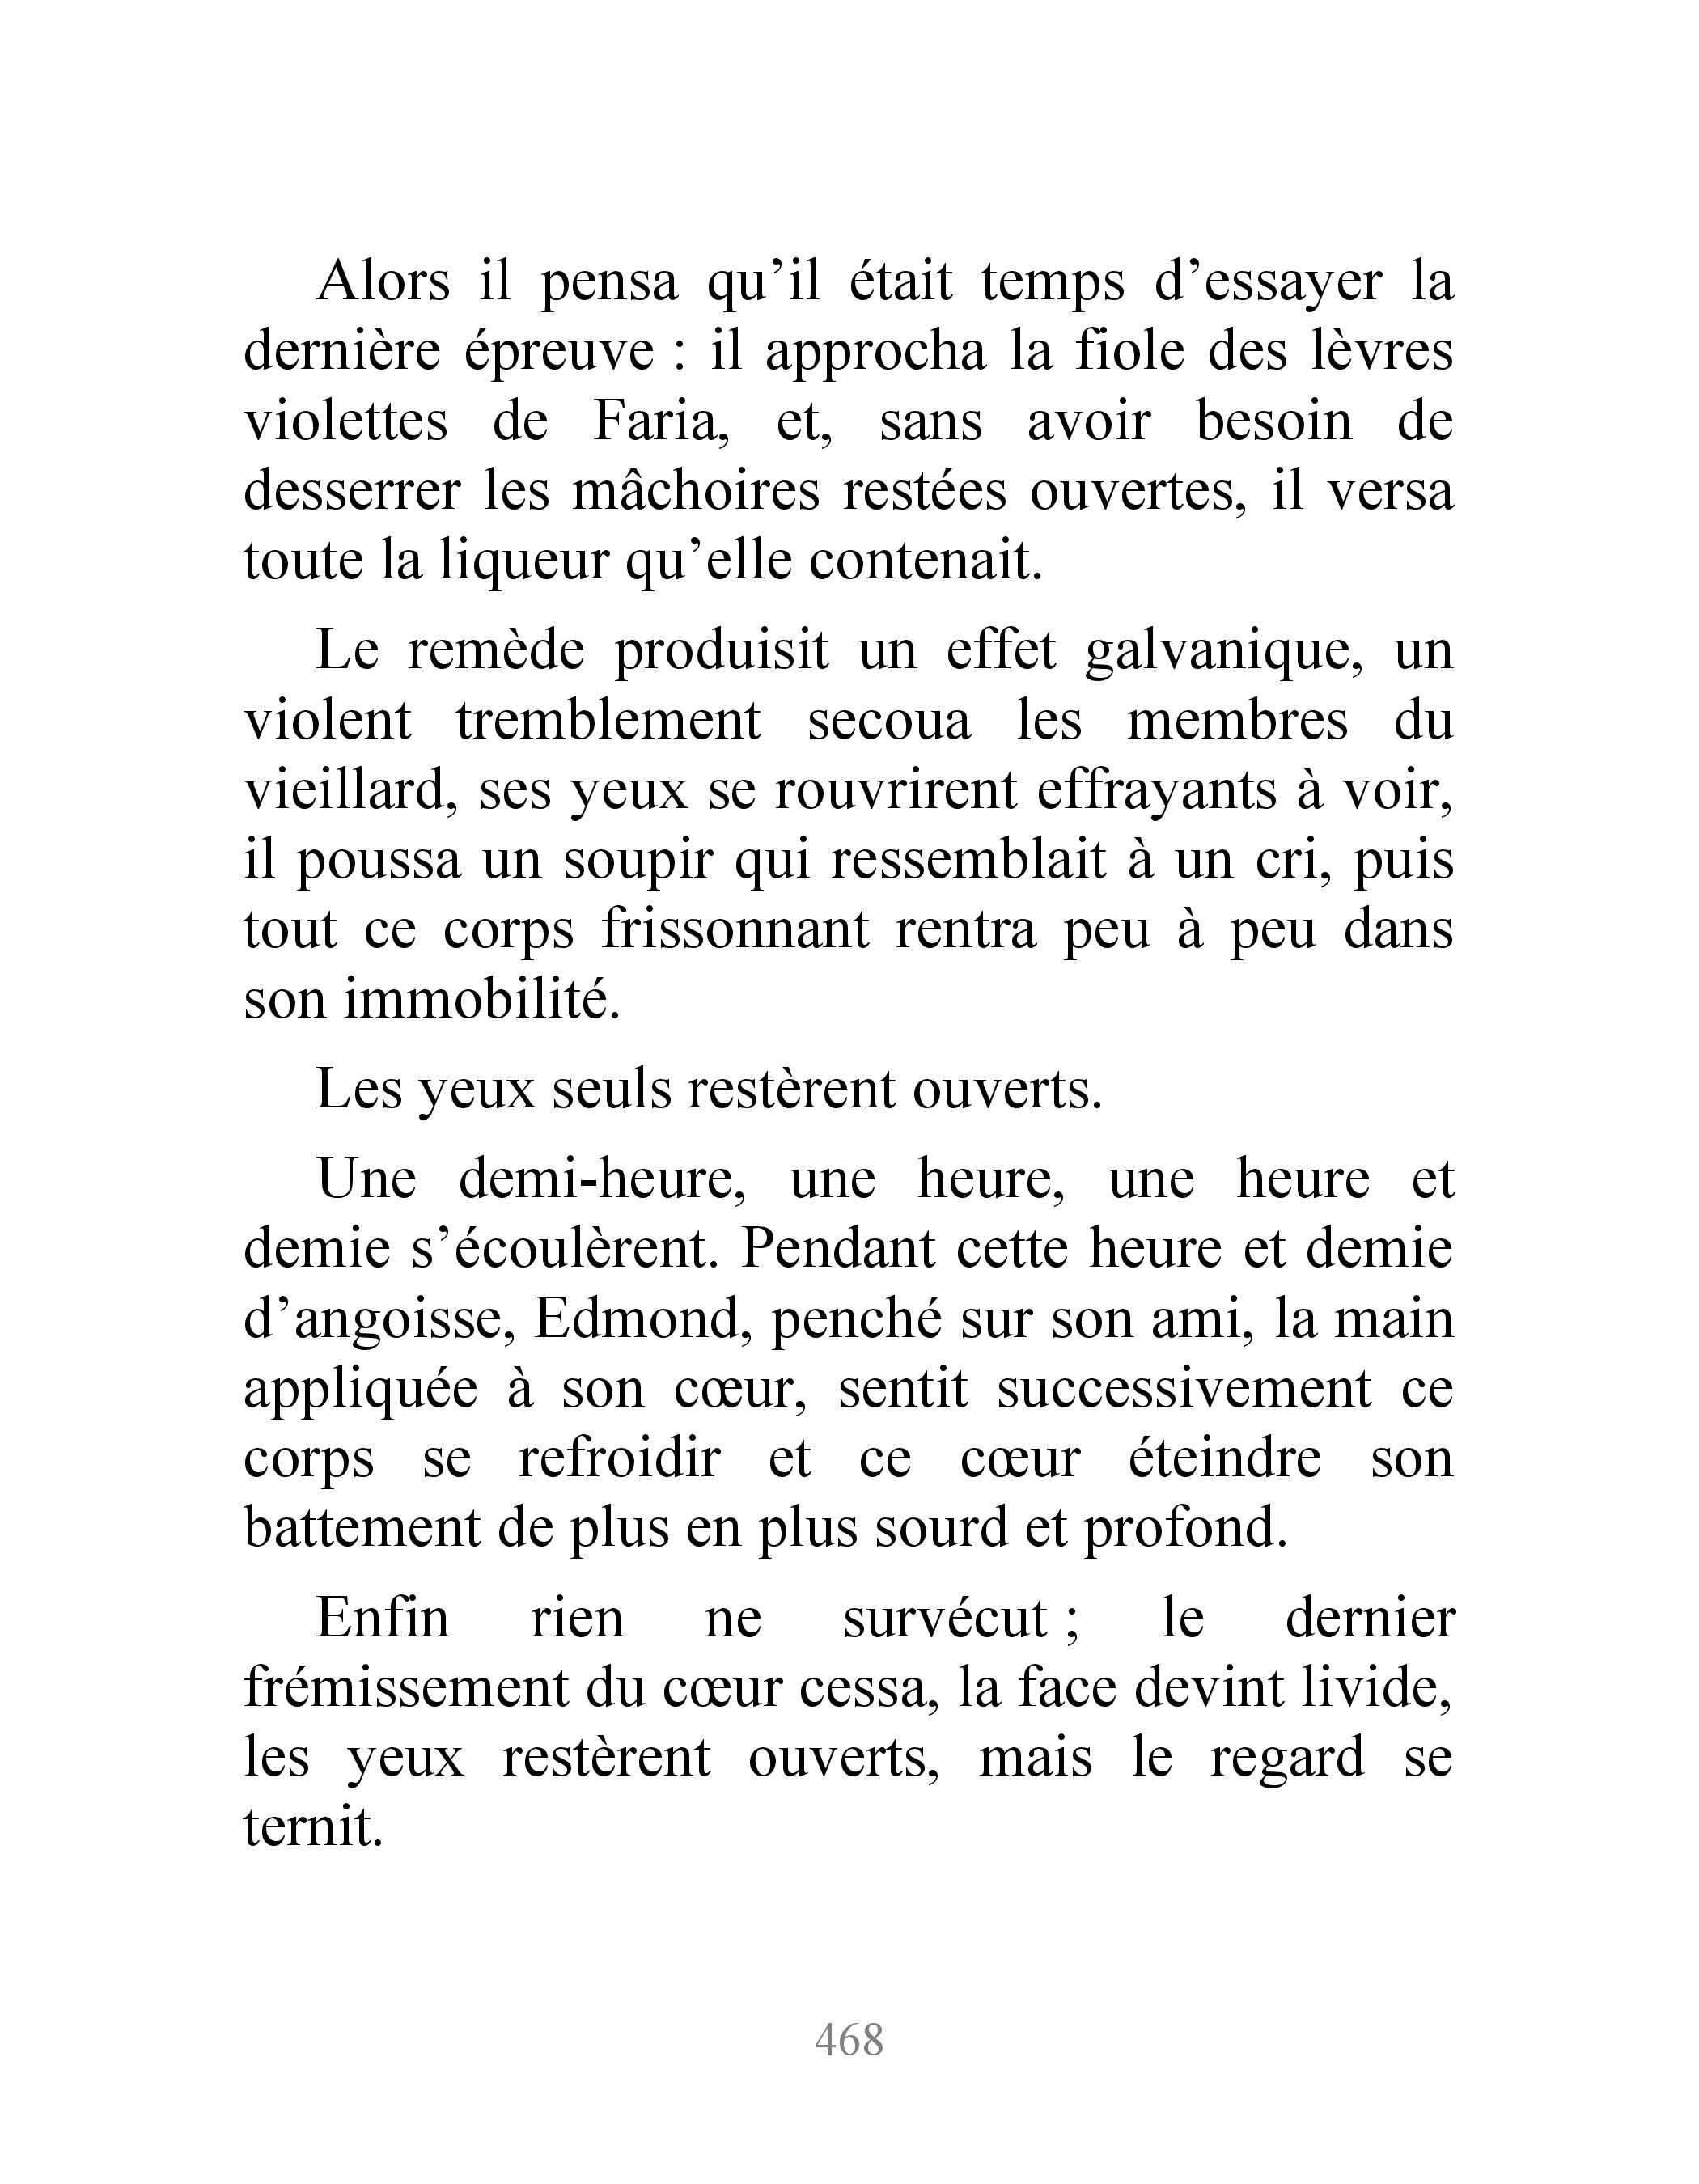 Alors il pensa qu’il était temps d’essayer la
dernière épreuve : il approcha la fiole des lèvres
violettes de Faria, et, sans avoir besoin de
desserrer les mâchoires restées ouvertes, il versa
toute la liqueur qu’elle contenait.
Le remède produisit un effet galvanique, un
violent tremblement secoua les membres du
vieillard, ses yeux se rouvrirent effrayants à voir,
il poussa un soupir qui ressemblait à un cri, puis
tout ce corps frissonnant rentra peu à peu dans
son immobilité.
Les yeux seuls restèrent ouverts.
Une demi-heure, une heure, une heure et
demie s’écoulèrent. Pendant cette heure et demie
d’angoisse, Edmond, penché sur son ami, la main
appliquée à son cœur, sentit successivement ce
corps se refroidir et ce cœur éteindre son
battement de plus en plus sourd et profond.
Enfin rien ne survécut ; le dernier
frémissement du cœur cessa, la face devint livide,
les yeux restèrent ouverts, mais le regard se
ternit.
468